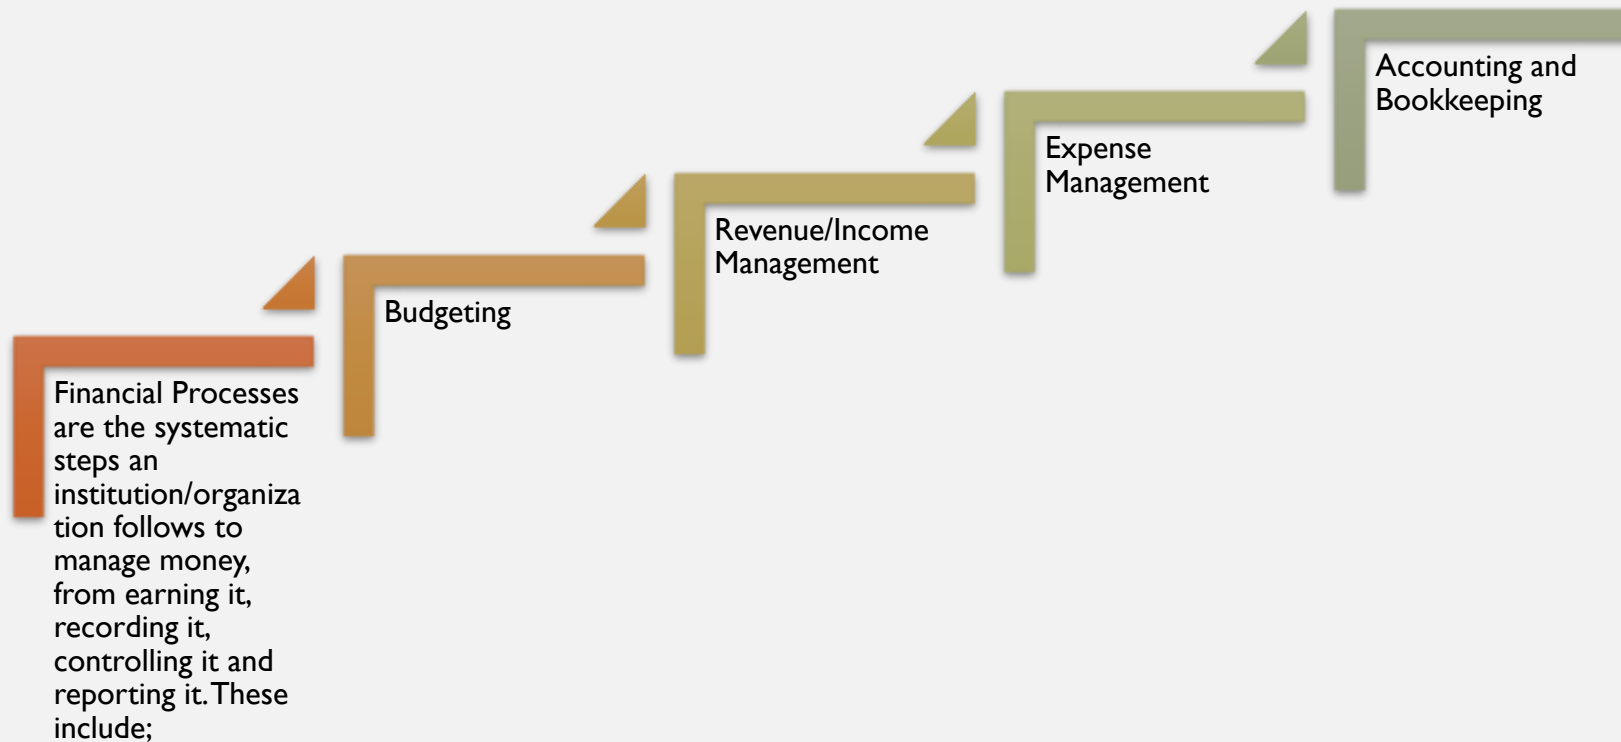 Financial Processes
are the systematic
steps an
institution/organiza
tion follows to
manage money,
from earning it,
recording it,
controlling it and
reporting it. These
include;
Budgeting
Revenue/Income
Management
Expense
Management
Accounting and
Bookkeeping